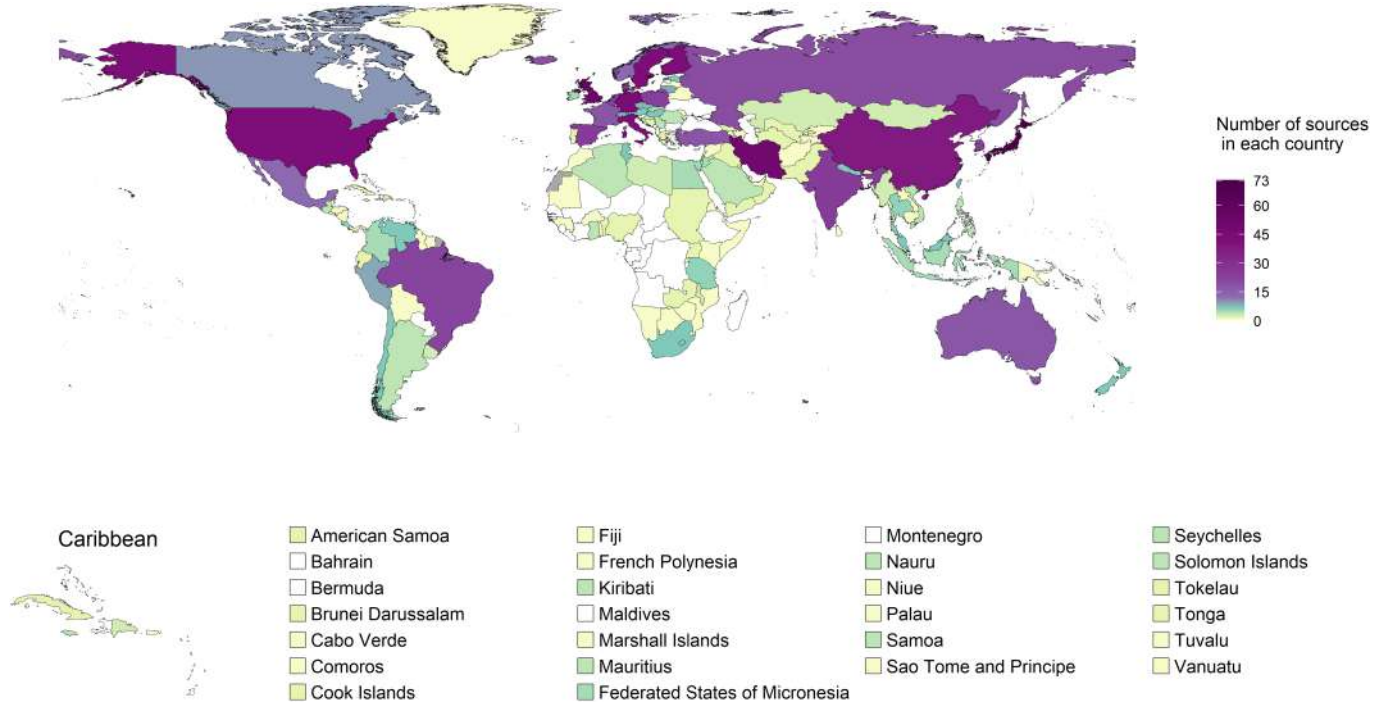 Number of sources
in each country
73
60
45
30
15
0
Caribbean
American Samoa
Bahrain
Bermuda
Brunei Darussalam
Cabo Verde
Comoros
Cook Islands
Fiji
French Polynesia
Kiribati
Maldives
Marshall Islands
Mauritius
Federated States of Micronesia
Montenegro
Nauru
Niue
Palau
Samoa
Sao Tome and Principe
Seychelles
Solomon Islands
Tokelau
Tonga
Tuvalu
Vanuatu